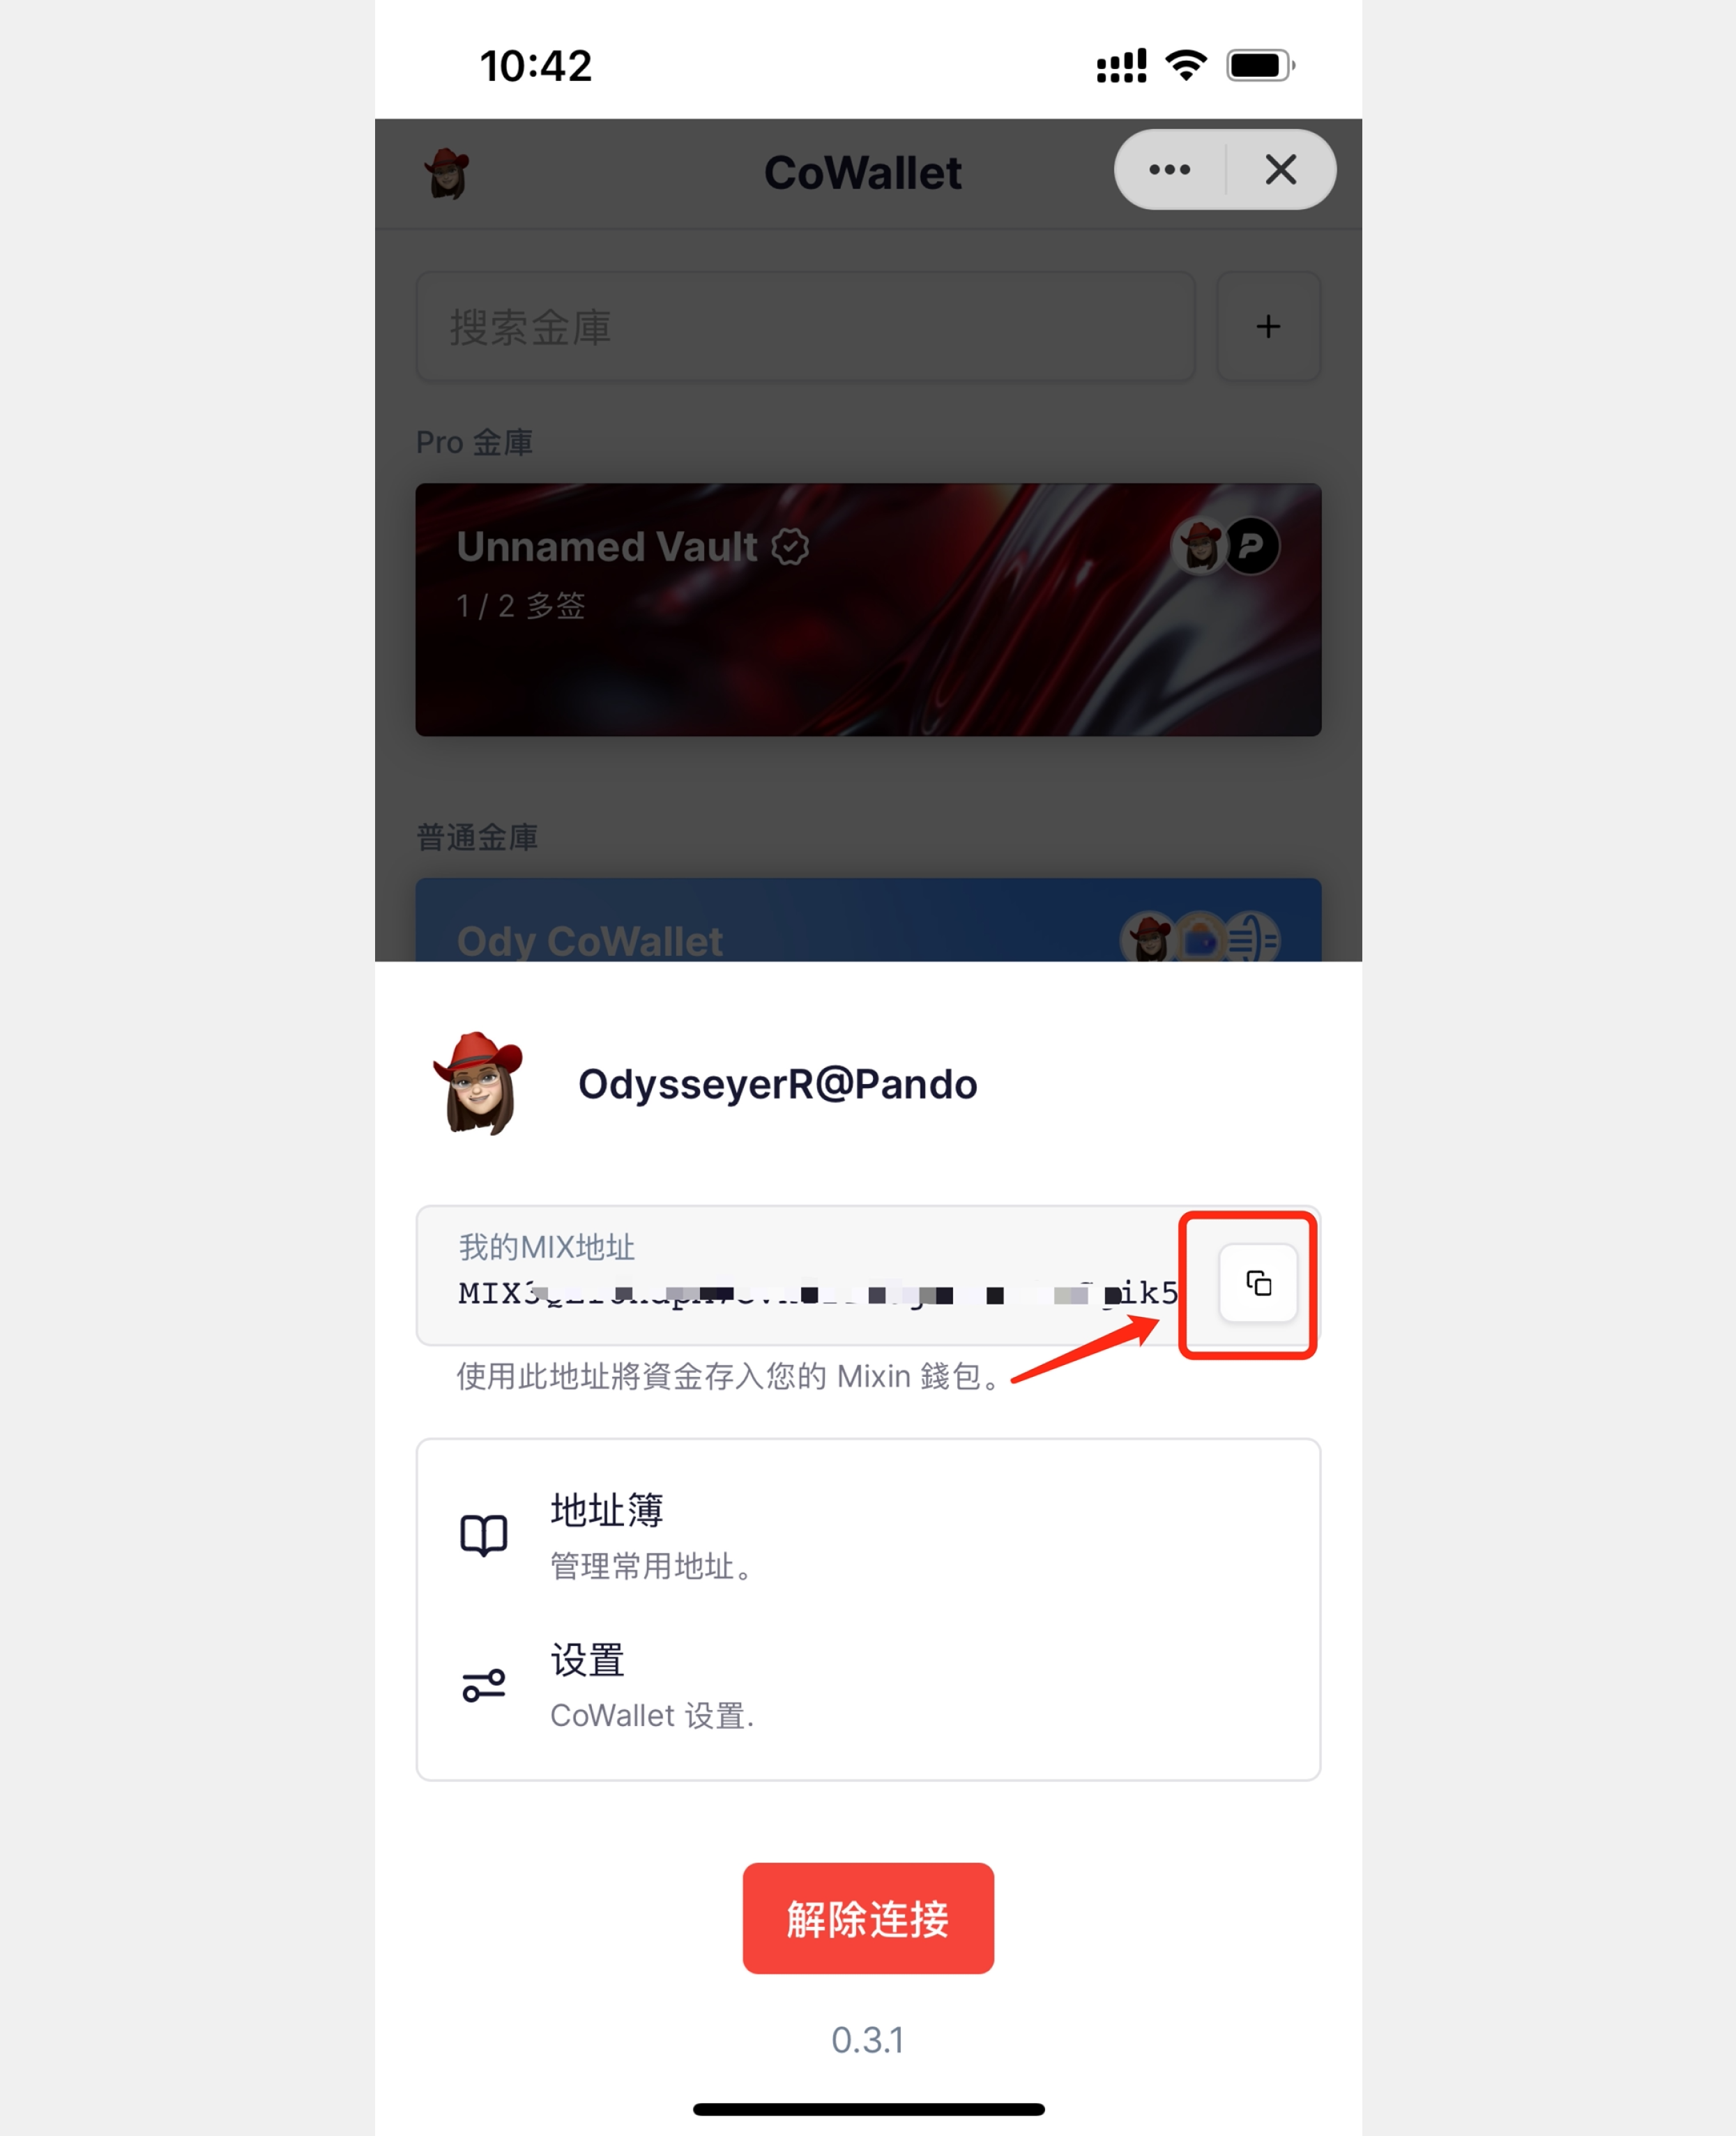 10:42
CoWallet
搜索金庫
Pro 金庫
Unnamed Vault
1 / 2 多签
普通金庫
Ody CoWallet
OdysseyerR@Pando
我的MIX地址
使用此地址將資金存入您的 Mixin 錢包。
地址簿
管理常用地址。
设置
CoWallet 设置.
解除连接
0.3.1